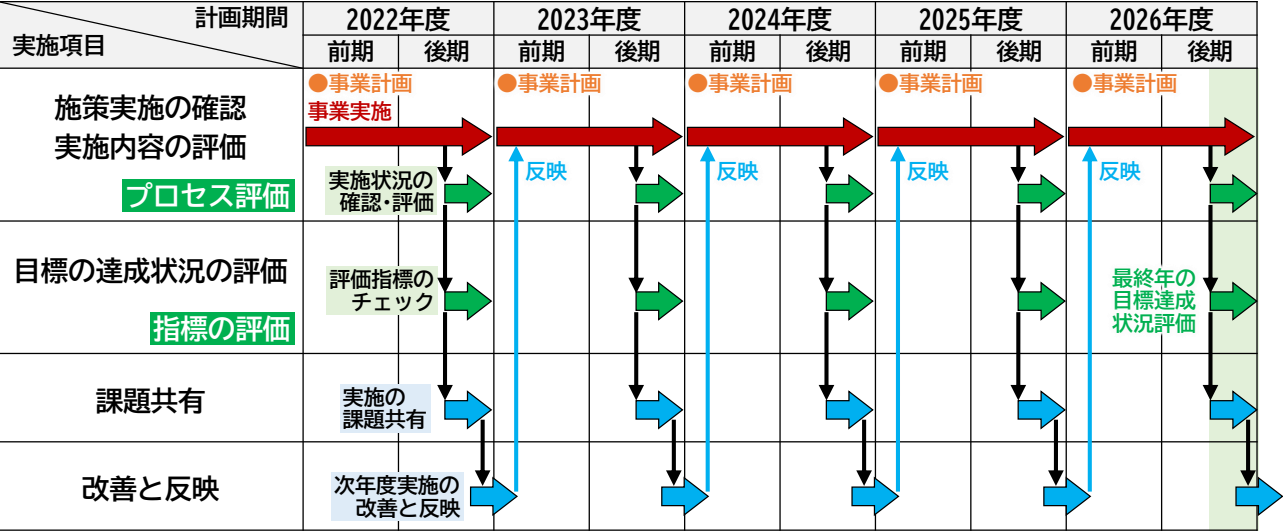 計画期間
実施項目
2022年度
2023年度
2024年度
2025年度
2026年度
前期
後期
前期
後期
前期
後期
前期
後期
前期
後期
施策実施の確認
実施内容の評価
プロセス評価
●事業計画
●事業計画
●事業計画
●事業計画
●事業計画
事業実施
反映
反映
反映
反映
実施状況の
確認・評価
目標の達成状況の評価
指標の評価
評価指標の
チェック
最終年の
目標達成
状況評価
課題共有
実施の
課題共有
改善と反映
次年度実施の
改善と反映